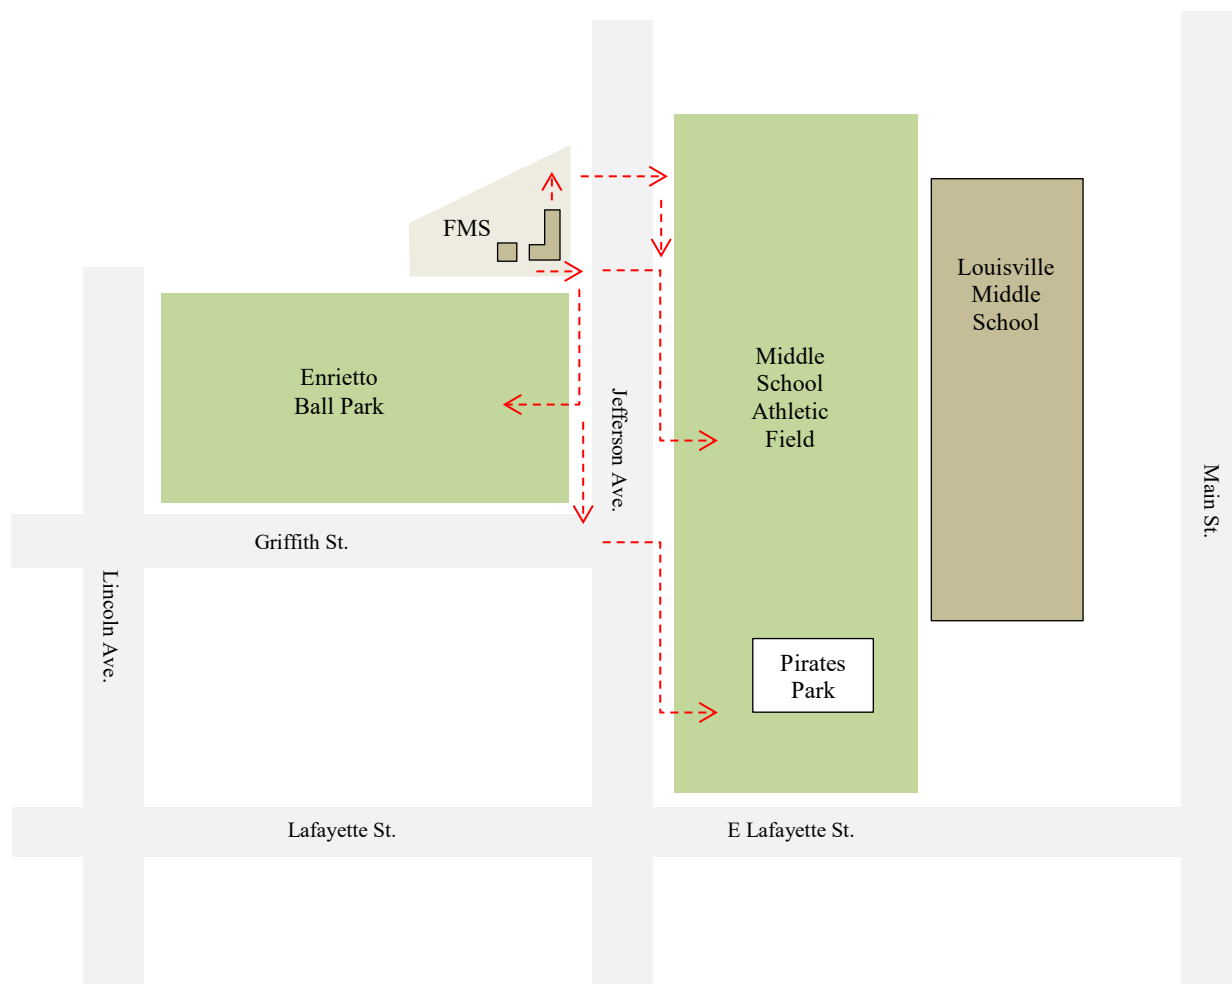 FMS
Louisville
Middle
School
Enrietto
Ball Park
Middle
School
Athletic
Field
Jefferson Ave.
Main St.
Griffith St.
Lincoln Ave.
Pirates
Park
Lafayette St.
E Lafayette St.